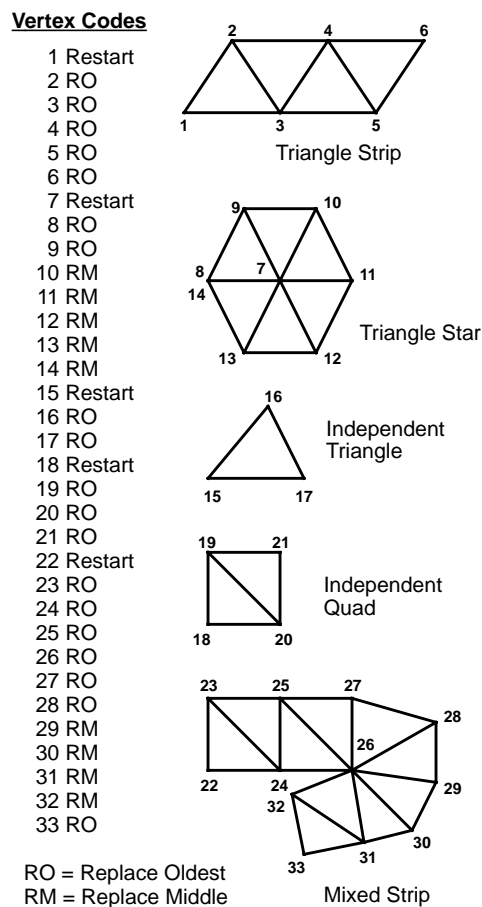 Vertex Codes
1 Restart
2 RO
3 RO
4 RO
5 RO
6 RO
7 Restart
8 RO
9 RO
10 RM
11 RM
12 RM
13 RM
14 RM
15 Restart
16 RO
17 RO
18 Restart
19 RO
20 RO
21 RO
22 Restart
23 RO
24 RO
25 RO
26 RO
27 RO
28 RO
29 RM
30 RM
31 RM
32 RM
33 RO
RO = Replace Oldest
RM = Replace Middle
2 4 6
1 3 5
Triangle Strip
9 10
8 7 11
14
13 12
Triangle Star
16
15 17
Independent
Triangle
19 21
18 20
Independent
Quad
23 25 27
28
26
22 24
29
32
30
31
33
Mixed Strip